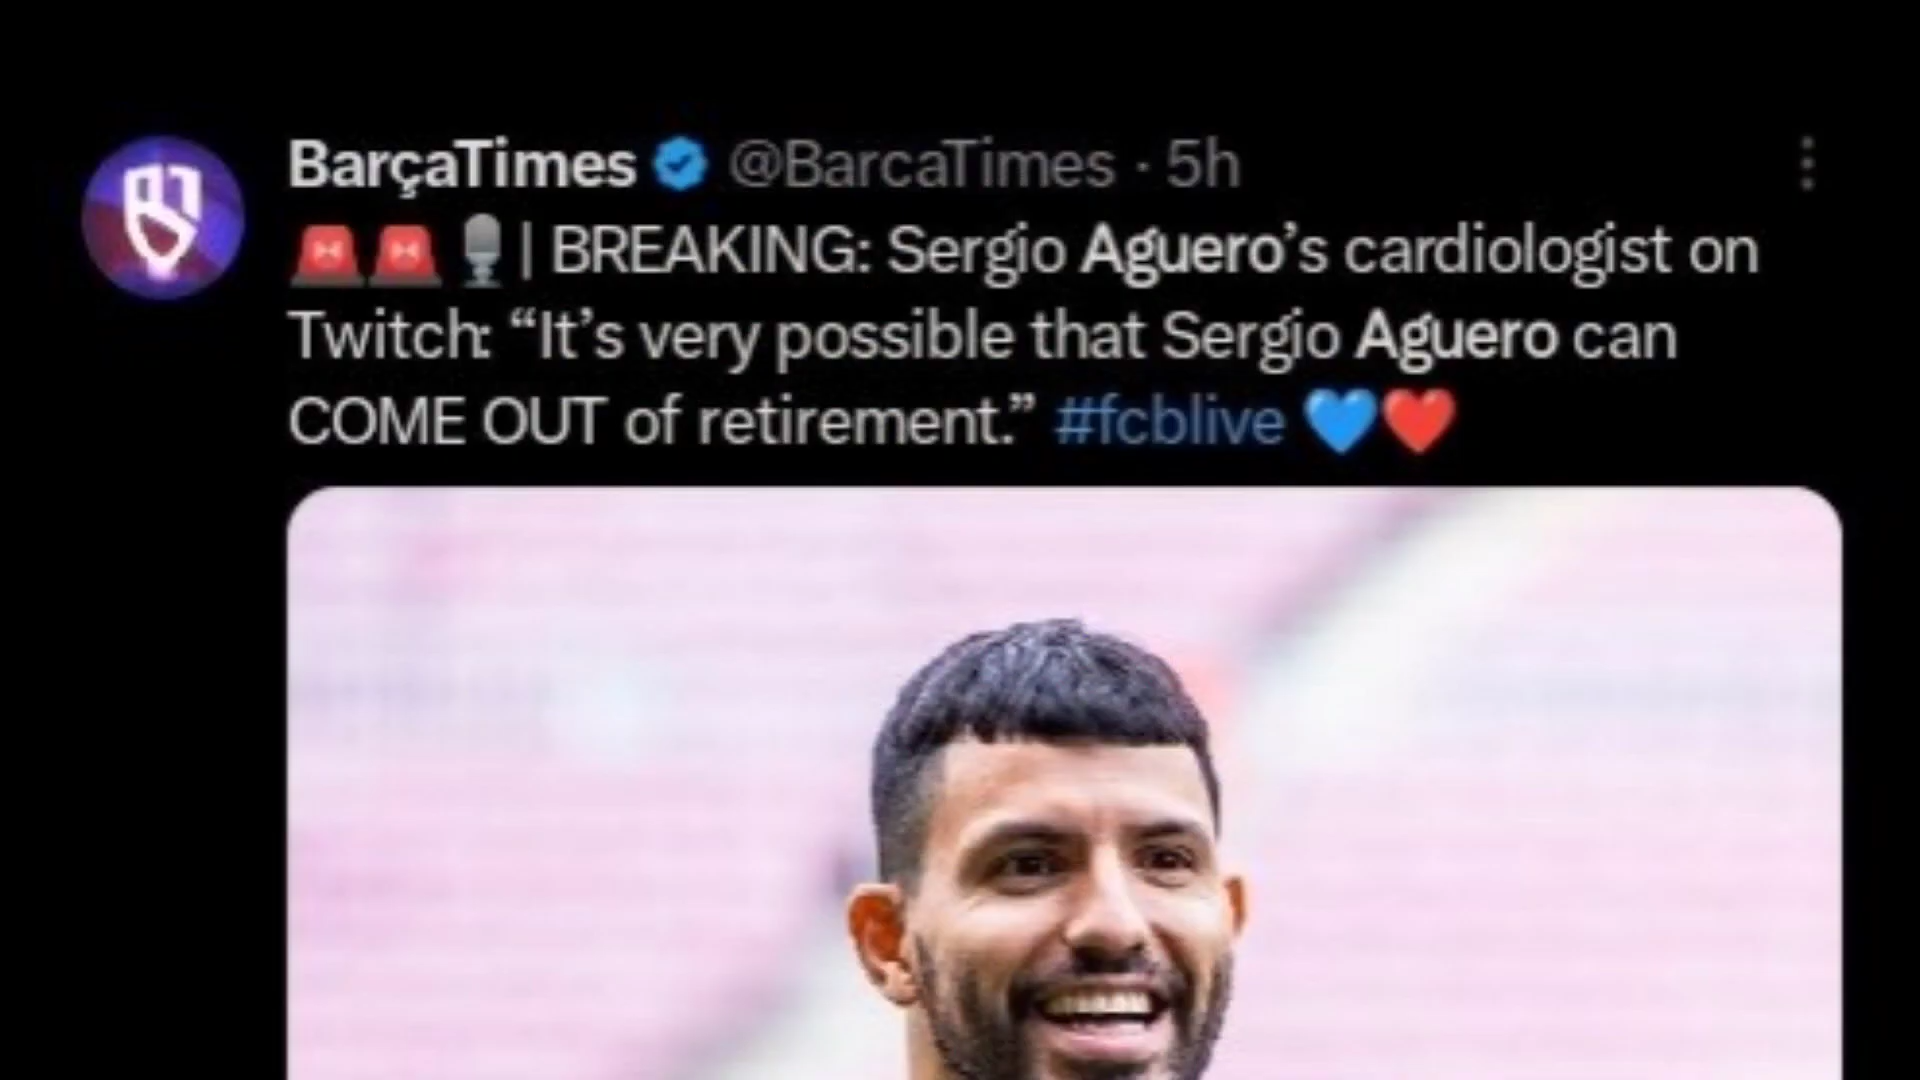 BarçaTimes @BarcaTimes · 5h
🚨🚨🎙️| BREAKING: Sergio Aguero’s cardiologist on
Twitch: “It’s very possible that Sergio Aguero can
COME OUT of retirement.” #fcblive 💙❤️